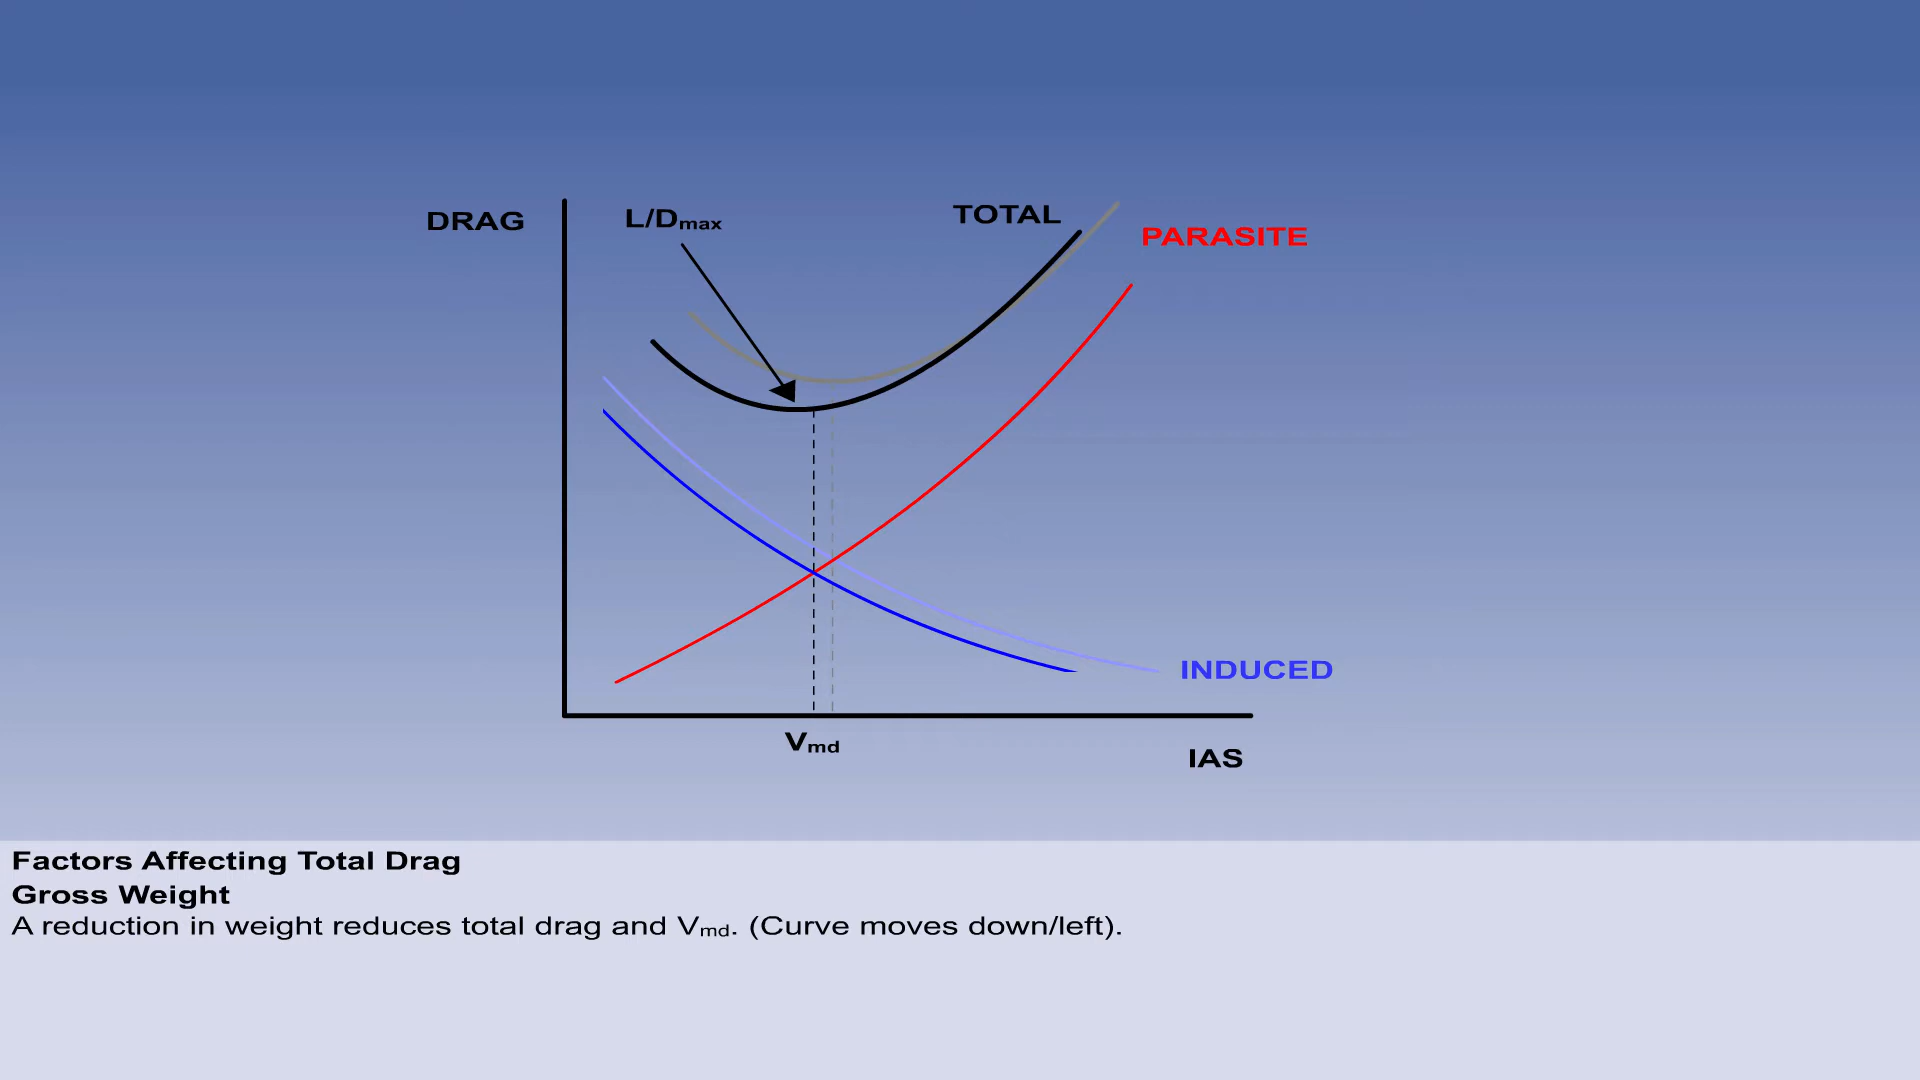 DRAG
L/Dmax
TOTAL
PARASITE
INDUCED
Vmd
IAS
Factors Affecting Total Drag
Gross Weight
A reduction in weight reduces total drag and Vmd. (Curve moves down/left).